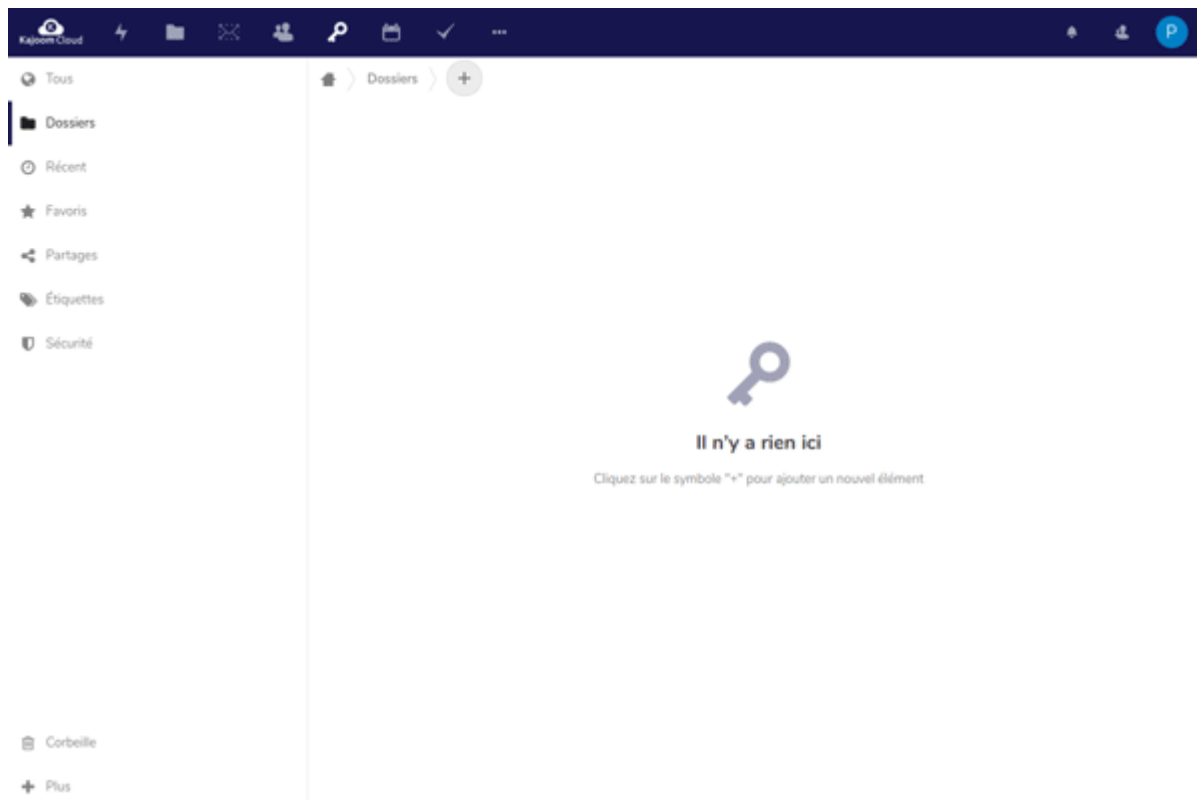 Kajoom Cloud
P
Tous
Dossiers
Dossiers
Récent
Favoris
Partages
Étiquettes
Sécurité
Il n'y a rien ici
Cliquez sur le symbole "+" pour ajouter un nouvel élément
Corbeille
Plus